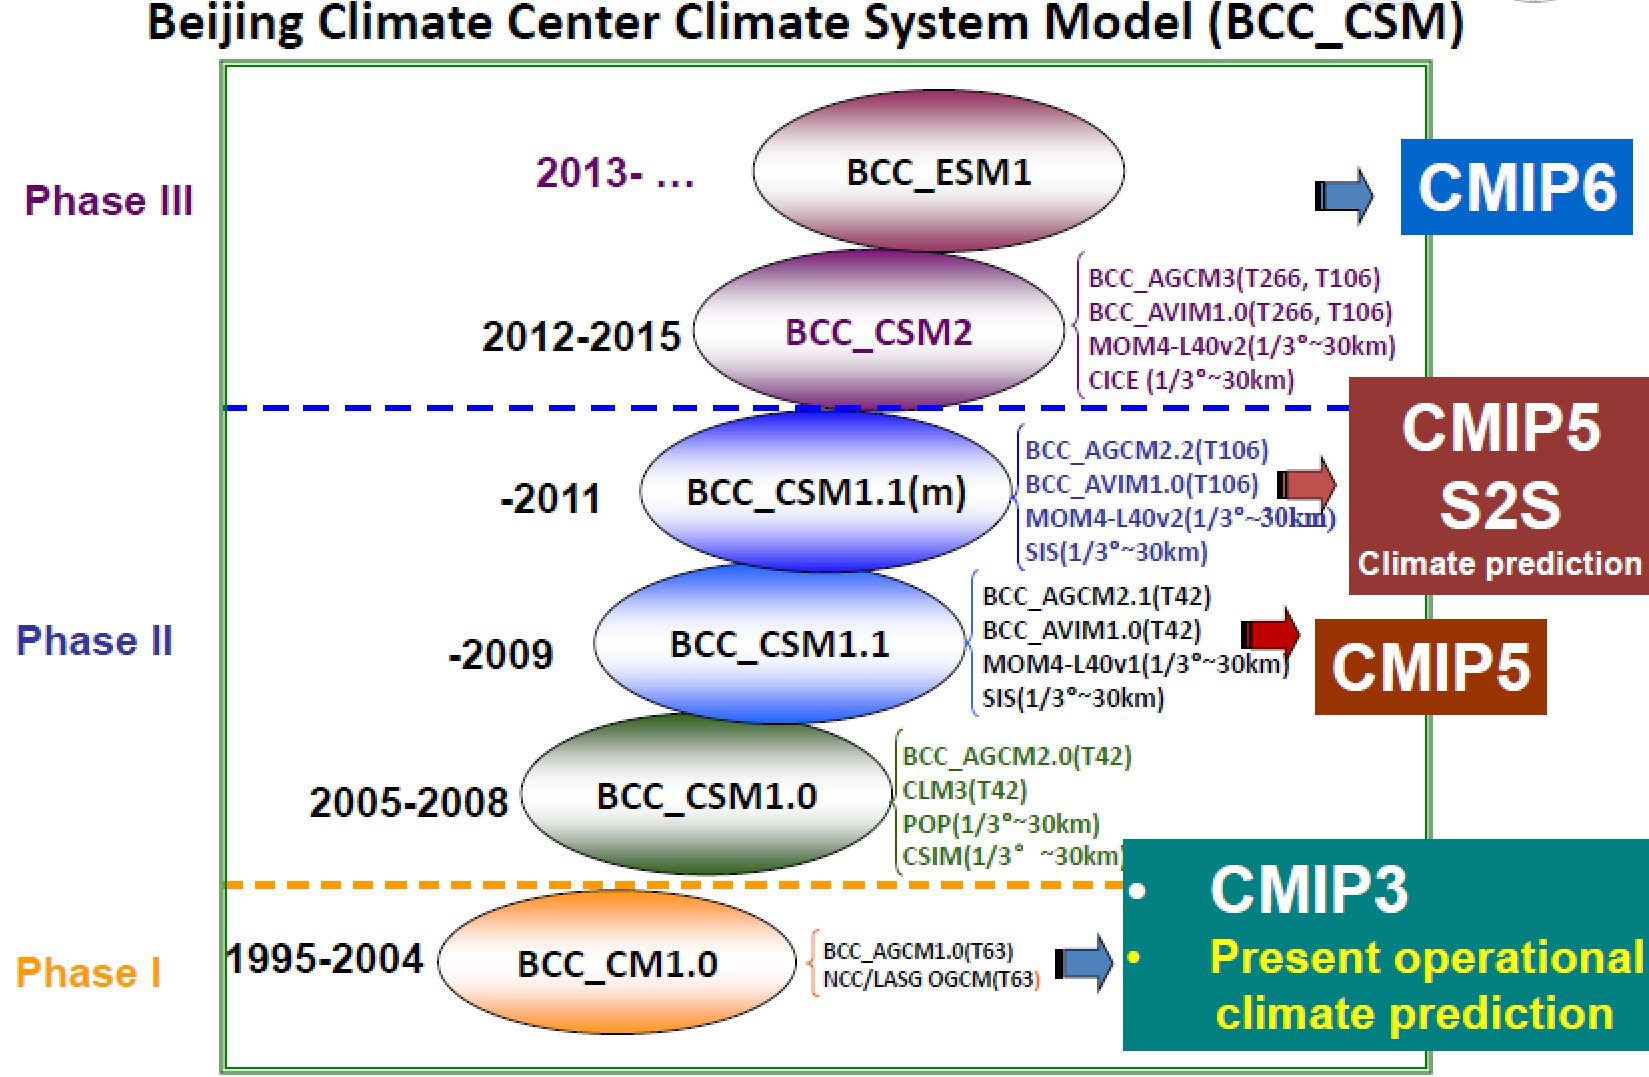 Beijing Climate Center Climate System Model (BCC_CSM)
Phase III
2013- ...
BCC_ESM1
CMIP6
2012-2015
BCC_CSM2
BCC_AGCM3(T266, T106)
BCC_AVIM1.0(T266, T106)
MOM4-L40v2(1/3°~30km)
CICE (1/3°~30km)
Phase II
-2011
BCC_CSM1.1(m)
BCC_AGCM2.2(T106)
BCC_AVIM1.0(T106)
MOM4-L40v2(1/3°~30km)
SIS(1/3°~30km)
CMIP5
S2S
Climate prediction
-2009
BCC_CSM1.1
BCC_AGCM2.1(T42)
BCC_AVIM1.0(T42)
MOM4-L40v1(1/3°~30km)
SIS(1/3°~30km)
CMIP5
2005-2008
BCC_CSM1.0
BCC_AGCM2.0(T42)
CLM3(T42)
POP(1/3°~30km)
CSIM(1/3° ~30km)
Phase I
1995-2004
BCC_CM1.0
BCC_AGCM1.0(T63)
NCC/LASG OGCM(T63)
• CMIP3
• Present operational
climate prediction